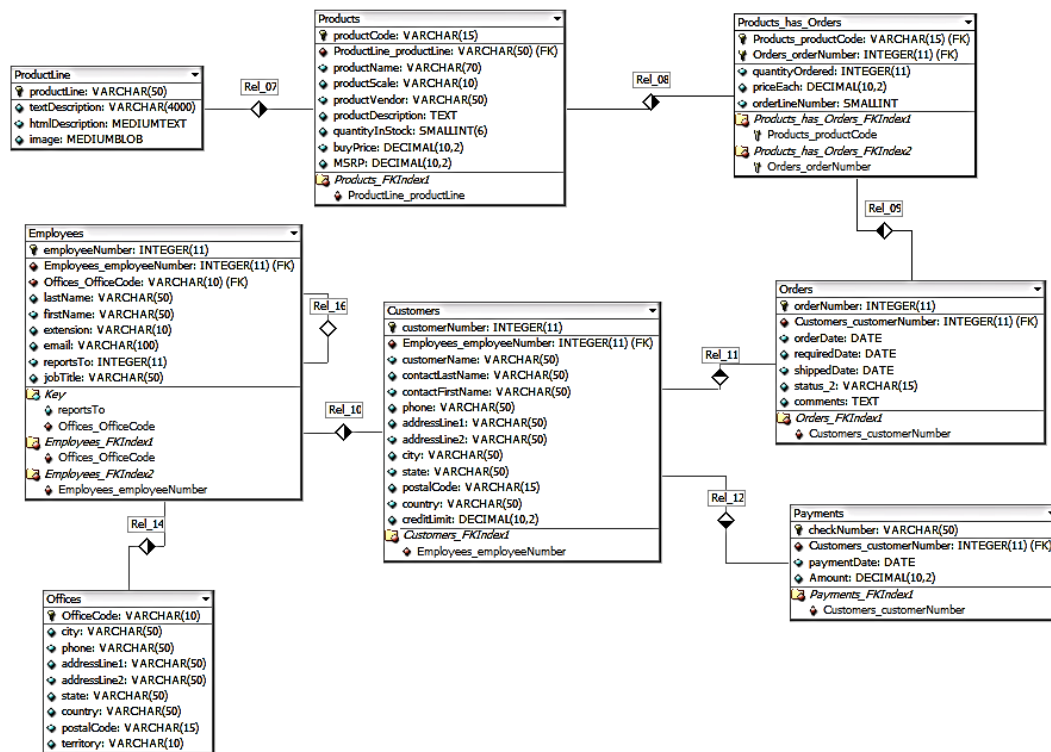 ProductLine
productLine: VARCHAR(50)
textDescription: VARCHAR(4000)
htmlDescription: MEDIUMTEXT
image: MEDIUMBLOB
Rel_07
Products
productCode: VARCHAR(15)
ProductLine_productLine: VARCHAR(50) (FK)
productName: VARCHAR(70)
productScale: VARCHAR(10)
productVendor: VARCHAR(50)
productDescription: TEXT
quantityInStock: SMALLINT(6)
buyPrice: DECIMAL(10,2)
MSRP: DECIMAL(10,2)
Products_FKIndex1
ProductLine_productLine
Rel_08
Products_has_Orders
Products_productCode: VARCHAR(15) (FK)
Orders_orderNumber: INTEGER(11) (FK)
quantityOrdered: INTEGER(11)
priceEach: DECIMAL(10,2)
orderLineNumber: SMALLINT
Products_has_Orders_FKIndex1
Products_productCode
Products_has_Orders_FKIndex2
Orders_orderNumber
Rel_09
Employees
employeeNumber: INTEGER(11)
Employees_employeeNumber: INTEGER(11) (FK)
Offices_OfficeCode: VARCHAR(10) (FK)
lastName: VARCHAR(50)
firstName: VARCHAR(50)
extension: VARCHAR(10)
email: VARCHAR(100)
reportsTo: INTEGER(11)
jobTitle: VARCHAR(50)
Key
reportsTo
Offices_OfficeCode
Employees_FKIndex1
Offices_OfficeCode
Employees_FKIndex2
Employees_employeeNumber
Rel_16
Rel_10
Customers
customerNumber: INTEGER(11)
Employees_employeeNumber: INTEGER(11) (FK)
customerName: VARCHAR(50)
contactLastName: VARCHAR(50)
contactFirstName: VARCHAR(50)
phone: VARCHAR(50)
addressLine1: VARCHAR(50)
addressLine2: VARCHAR(50)
city: VARCHAR(50)
state: VARCHAR(50)
postalCode: VARCHAR(15)
country: VARCHAR(50)
creditLimit: DECIMAL(10,2)
Customers_FKIndex1
Employees_employeeNumber
Rel_11
Orders
orderNumber: INTEGER(11)
Customers_customerNumber: INTEGER(11) (FK)
orderDate: DATE
requiredDate: DATE
shippedDate: DATE
status_2: VARCHAR(15)
comments: TEXT
Orders_FKIndex1
Customers_customerNumber
Rel_12
Payments
checkNumber: VARCHAR(50)
Customers_customerNumber: INTEGER(11) (FK)
paymentDate: DATE
Amount: DECIMAL(10,2)
Payments_FKIndex1
Customers_customerNumber
Rel_14
Offices
OfficeCode: VARCHAR(10)
city: VARCHAR(50)
phone: VARCHAR(50)
addressLine1: VARCHAR(50)
addressLine2: VARCHAR(50)
state: VARCHAR(50)
country: VARCHAR(50)
postalCode: VARCHAR(15)
territory: VARCHAR(10)